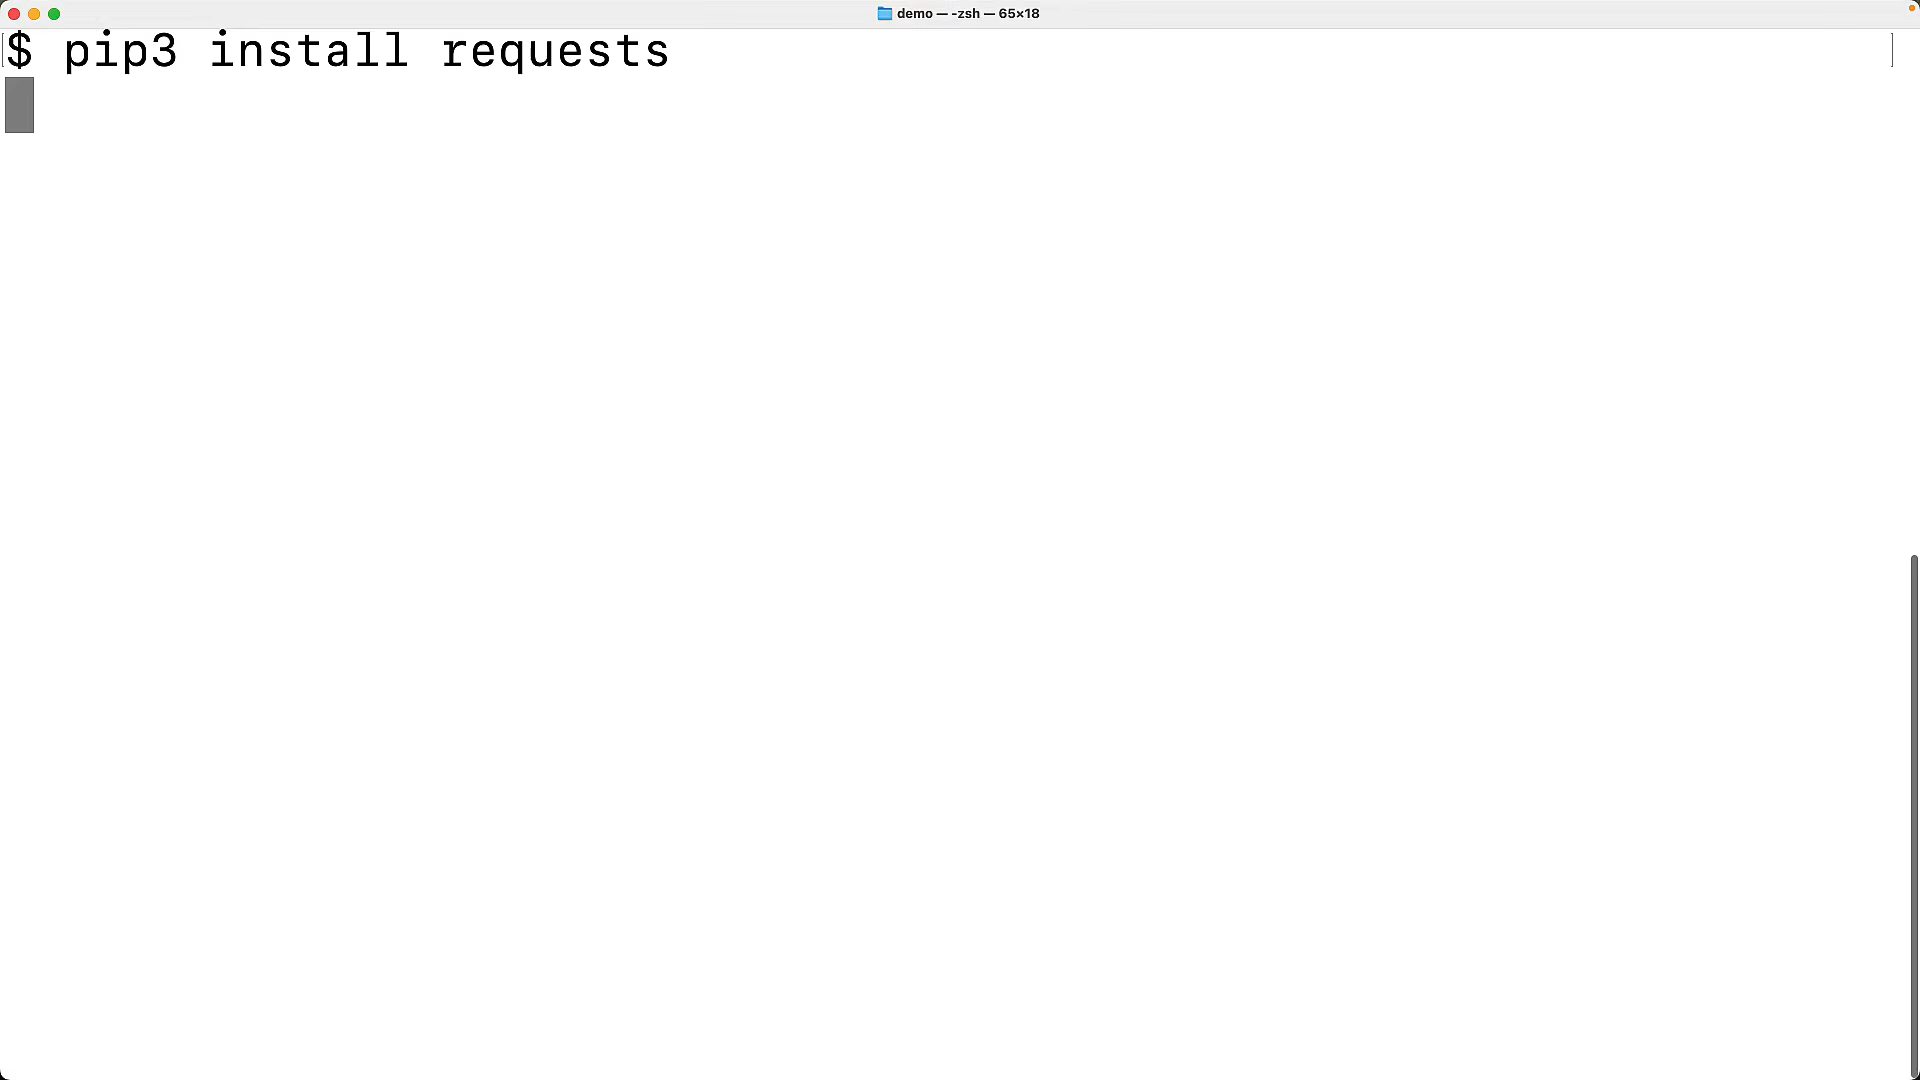 demo — -zsh — 65×18
$ pip3 install requests